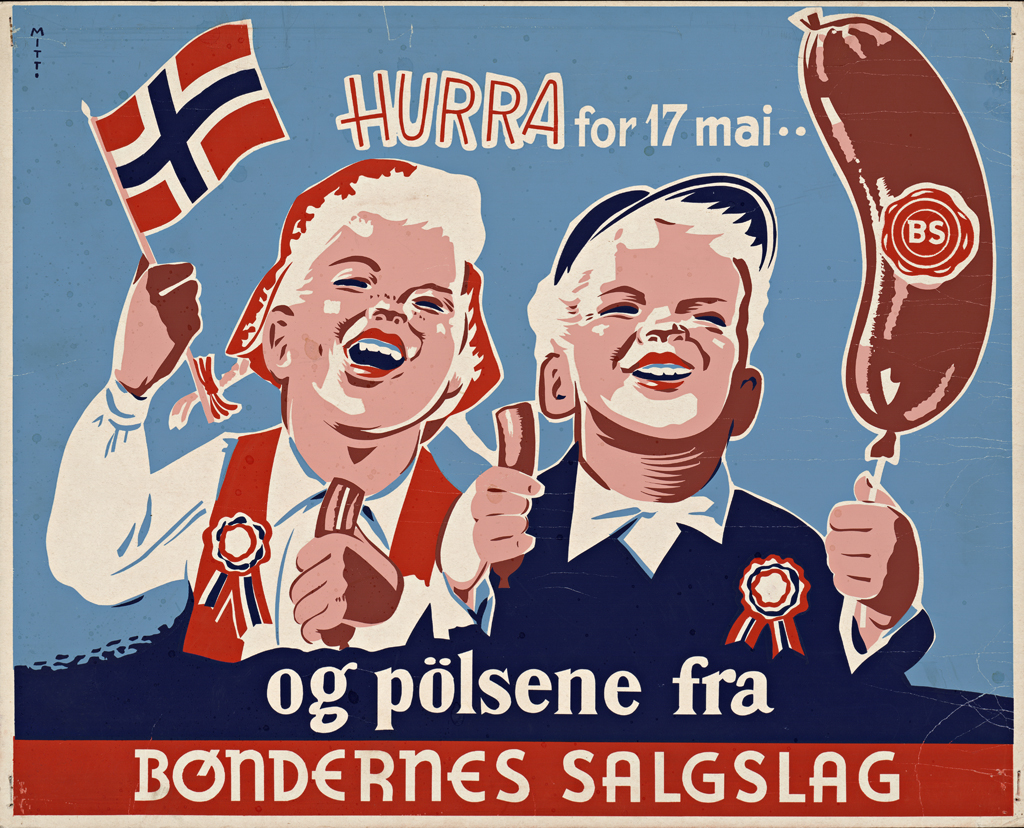 MITT.
HURRA for 17 mai..
BS
og pölsene fra
BØNDERNES SALGSLAG